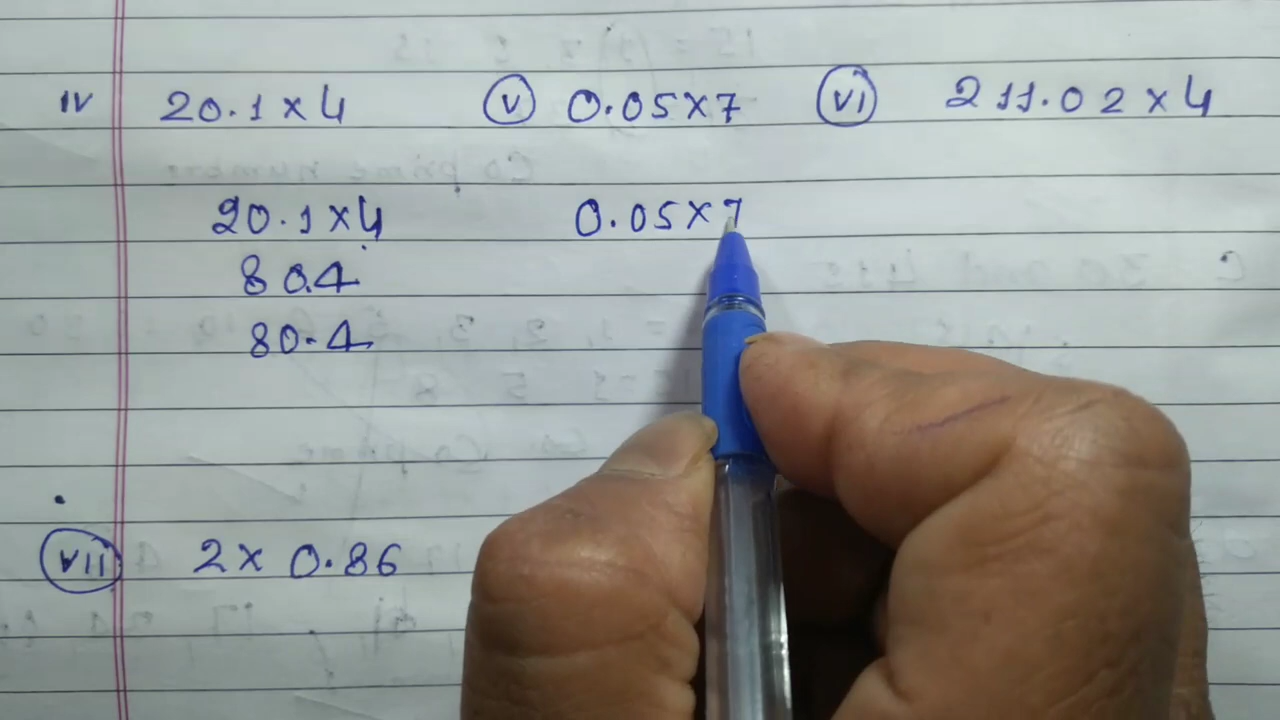 IV 20.1 × 4 V 0.05 × 7 VI 211.02 × 4
20.1 × 4 0.05 × 7
80.4
80.4
VII 2 × 0.86